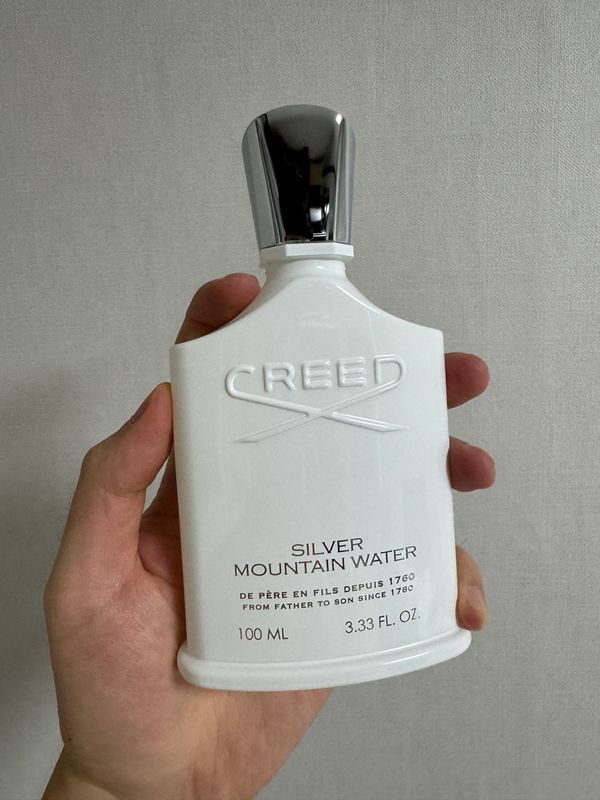 CREED
SILVER
MOUNTAIN WATER
DE PÈRE EN FILS DEPUIS 1760
FROM FATHER TO SON SINCE 1760
100 ML 3.33 FL. OZ.